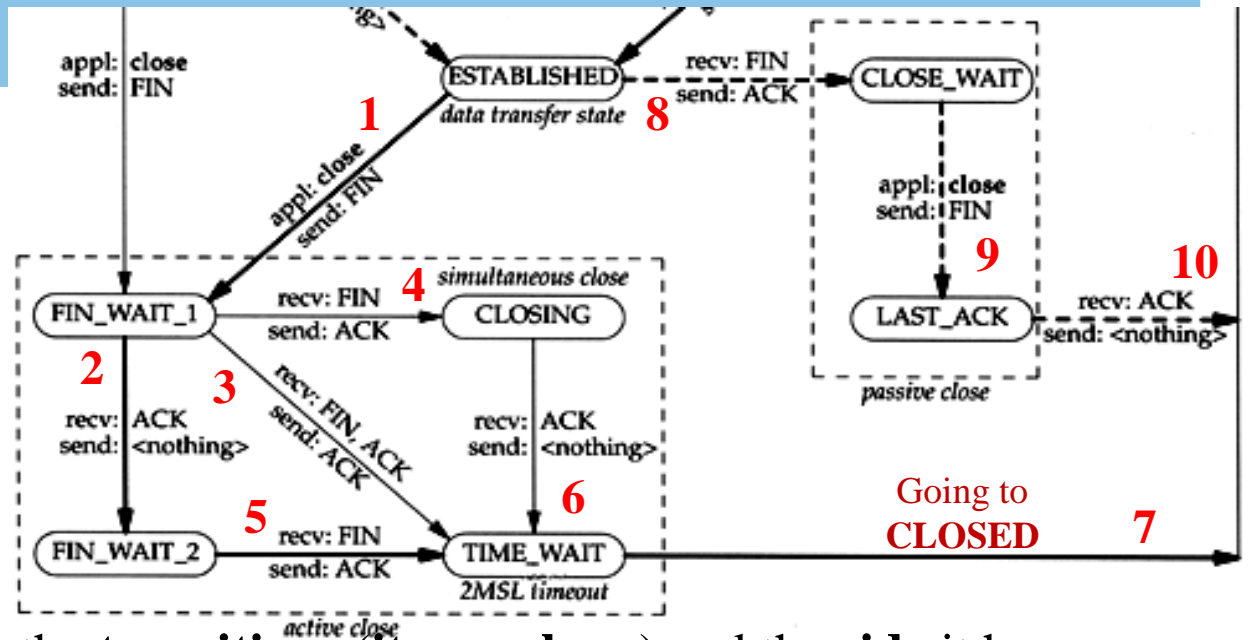 appl: close
send: FIN
ESTABLISHED
data transfer state
recv: FIN
send: ACK
CLOSE_WAIT
1
8
appl: close
send: FIN
appl: close
send: FIN
9
10
simultaneous close
4
FIN_WAIT_1
recv: FIN
send: ACK
CLOSING
LAST_ACK
recv: ACK
send: <nothing>
passive close
2
3
recv: FIN, ACK
send: ACK
recv: ACK
send: <nothing>
recv: ACK
send: <nothing>
6
Going to
CLOSED
7
5
FIN_WAIT_2
recv: FIN
send: ACK
TIME_WAIT
2MSL timeout
active close